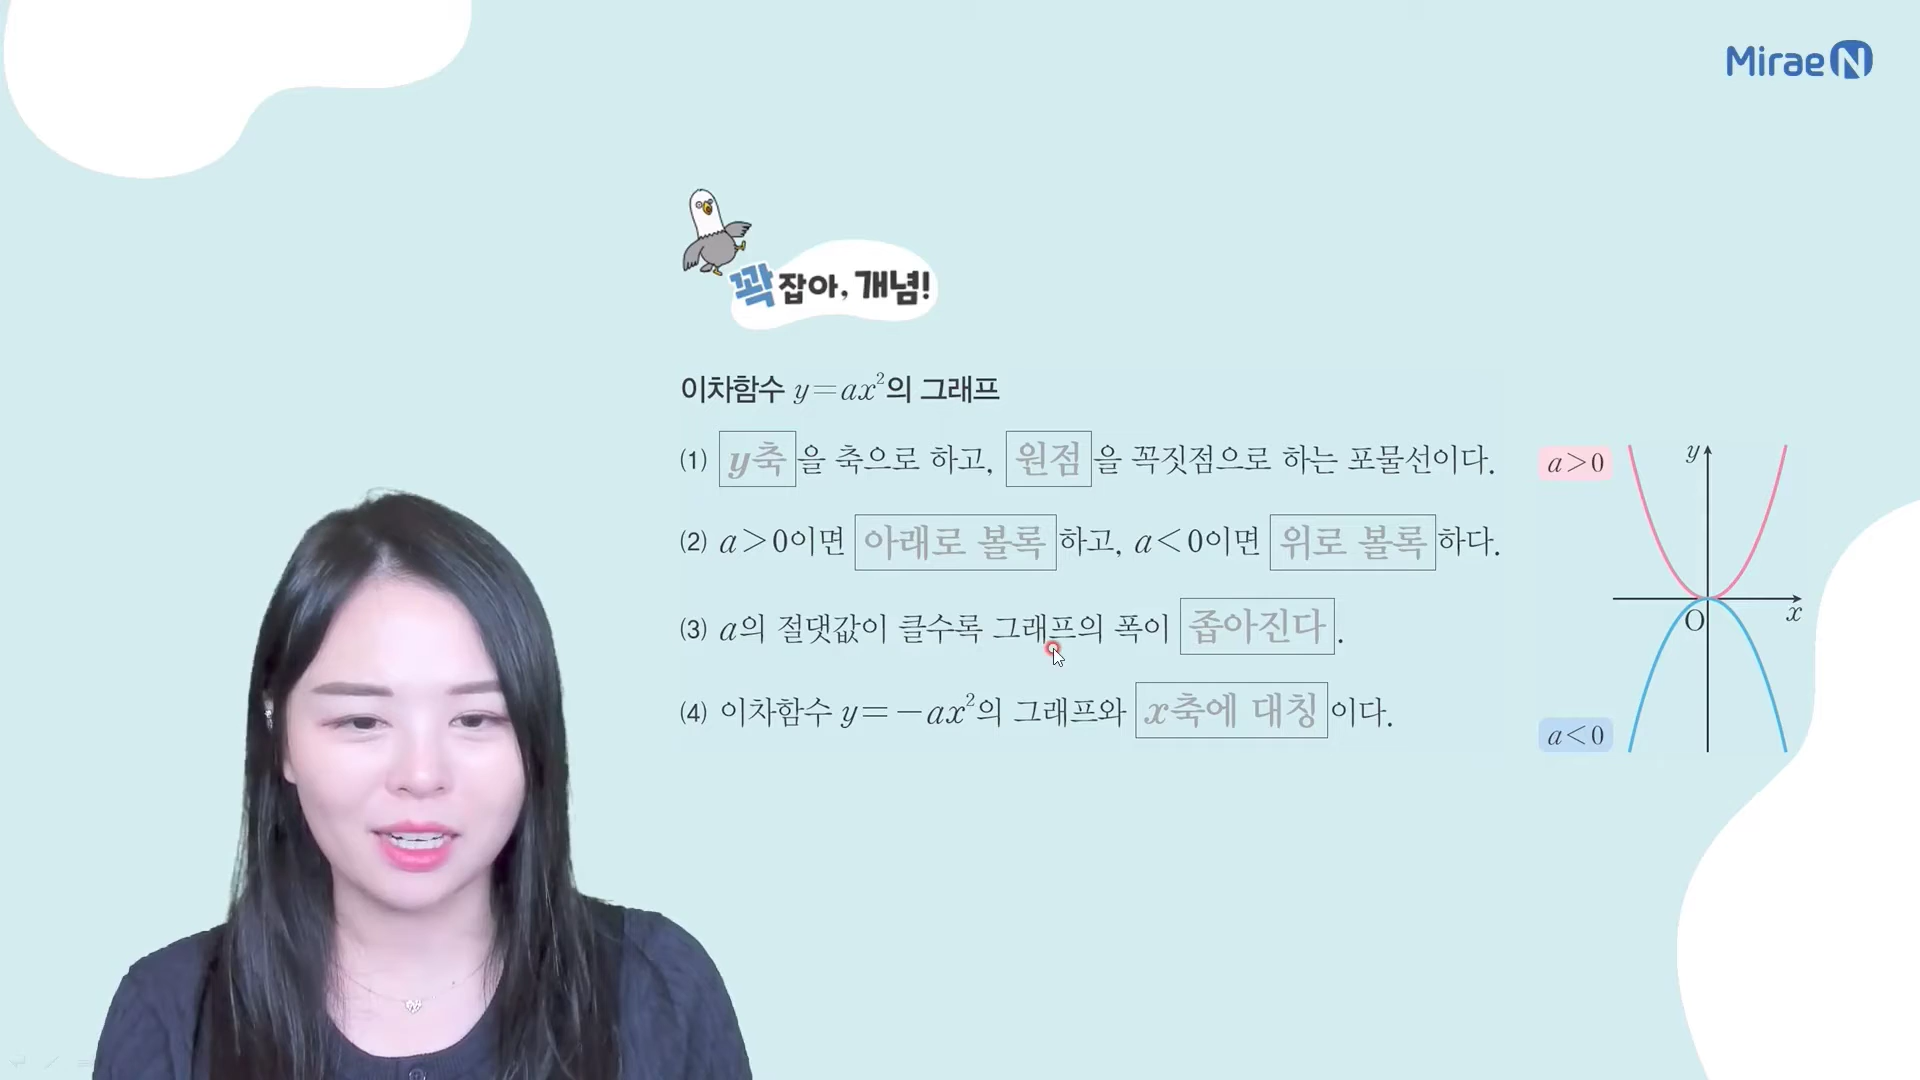 Mirae N
꽉 잡아, 개념!
이차함수 y=ax²의 그래프
(1) y축을 축으로 하고, 원점을 꼭짓점으로 하는 포물선이다.
(2) a>0이면 아래로 볼록하고, a<0이면 위로 볼록하다.
(3) a의 절댓값이 클수록 그래프의 폭이 좁아진다.
(4) 이차함수 y=-ax²의 그래프와 x축에 대칭이다.
a>0
y
O
x
a<0